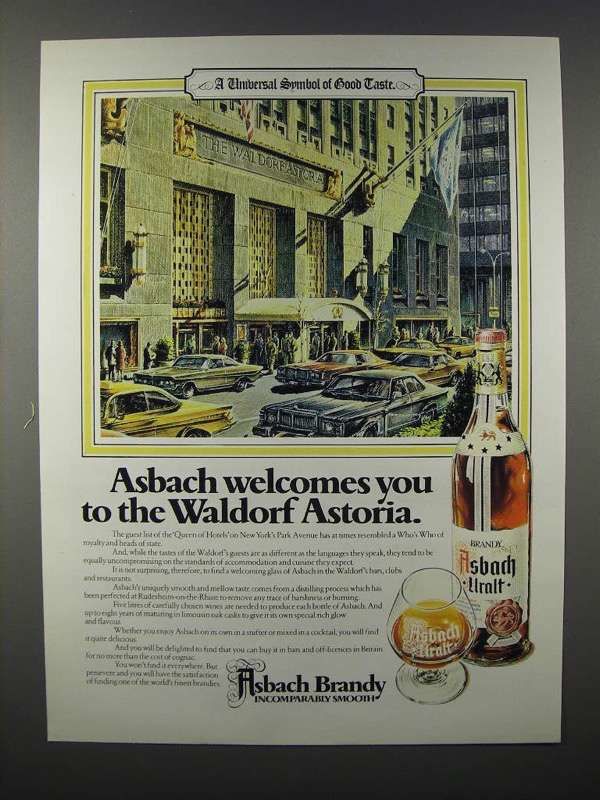 A Universal Symbol of Good Taste.
THE WALDORF ASTORIA
Asbach welcomes you
to the Waldorf Astoria.
The guest list of the 'Queen of Hotels' on New York's Park Avenue has at times resembled a Who's Who of
royalty and heads of state.
And, while the tastes of the Waldorf's guests are as different as the languages they speak, they tend to be
equally uncompromising on the standards of accommodation and cuisine they expect.
It is not surprising, therefore, to find a welcoming glass of Asbach in the Waldorf's bars, clubs
and restaurants.
Asbach's uniquely smooth and mellow taste comes from a distilling process which has
been perfected at Rudesheim-on-the-Rhine to remove any trace of harshness or burning.
Five litres of carefully chosen wines are needed to produce each bottle of Asbach. And
up to eight years of maturing in limousin oak casks to give it its own special rich glow
and flavour.
Whether you enjoy Asbach on its own in a snifter or mixed in a cocktail, you will find
it quite delicious.
And you will be delighted to find that you can buy it in bars and off-licences in Britain
for no more than the cost of cognac.
You won't find it everywhere. But
persevere and you will have the satisfaction
of finding one of the world's finest brandies.
Asbach Brandy
INCOMPARABLY SMOOTH
BRANDY
Asbach
Uralt
Asbach
Uralt